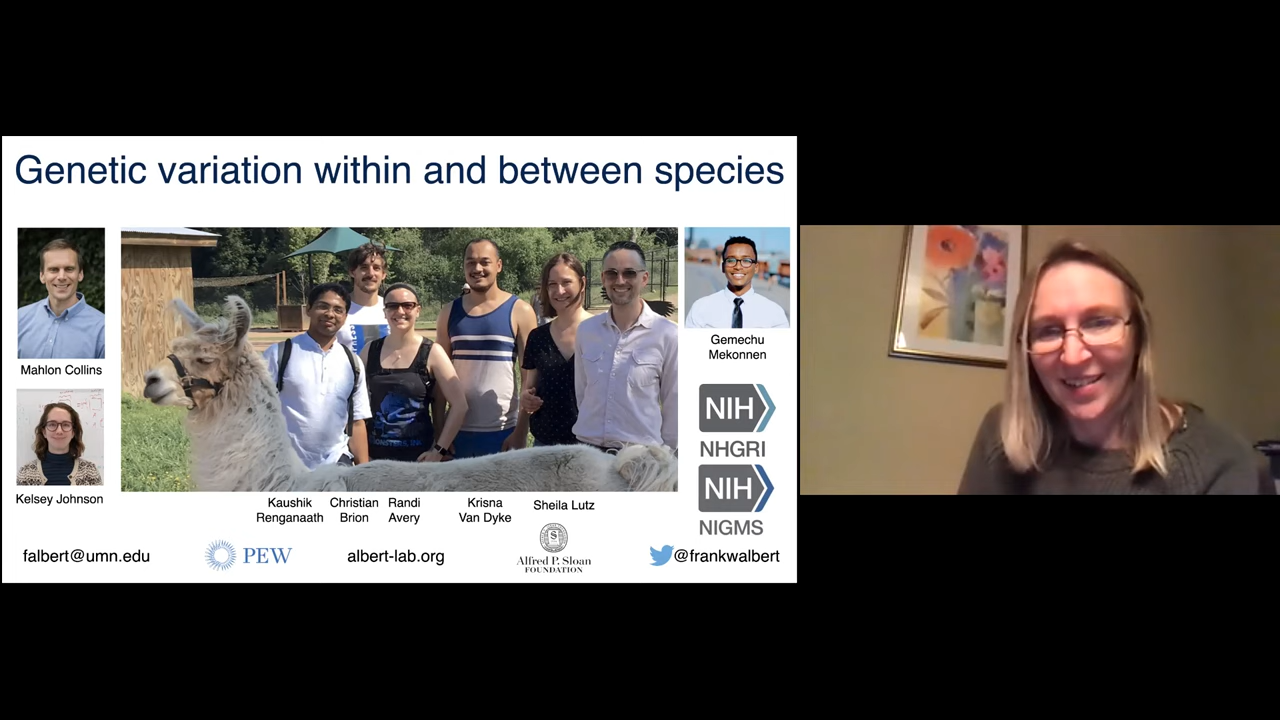 Genetic variation within and between species
Mahlon Collins
Kelsey Johnson
Kaushik
Renganaath
Christian
Brion
Randi
Avery
Krisna
Van Dyke
Sheila Lutz
Gemechu
Mekonnen
NIH
NHGRI
NIH
NIGMS
falbert@umn.edu
PEW
albert-lab.org
Alfred P. Sloan
FOUNDATION
@frankwalbert